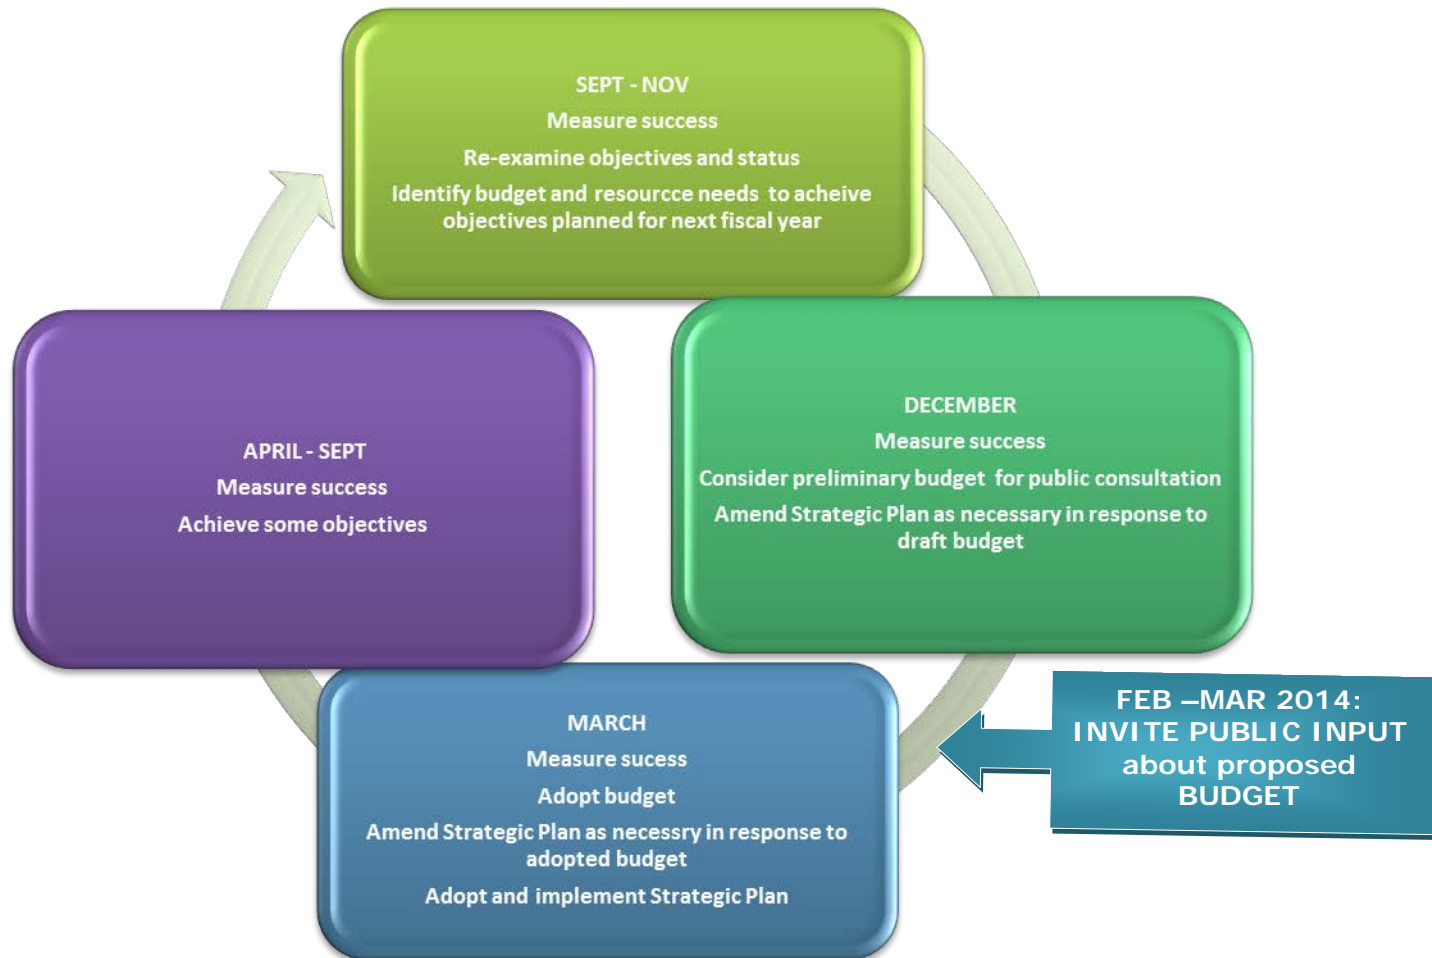 SEPT - NOV
Measure success
Re-examine objectives and status
Identify budget and resourcce needs to acheive
objectives planned for next fiscal year
DECEMBER
Measure success
Consider preliminary budget for public consultation
Amend Strategic Plan as necessary in response to
draft budget
FEB –MAR 2014:
INVITE PUBLIC INPUT
about proposed
BUDGET
MARCH
Measure sucess
Adopt budget
Amend Strategic Plan as necessry in response to
adopted budget
Adopt and implement Strategic Plan
APRIL - SEPT
Measure success
Achieve some objectives